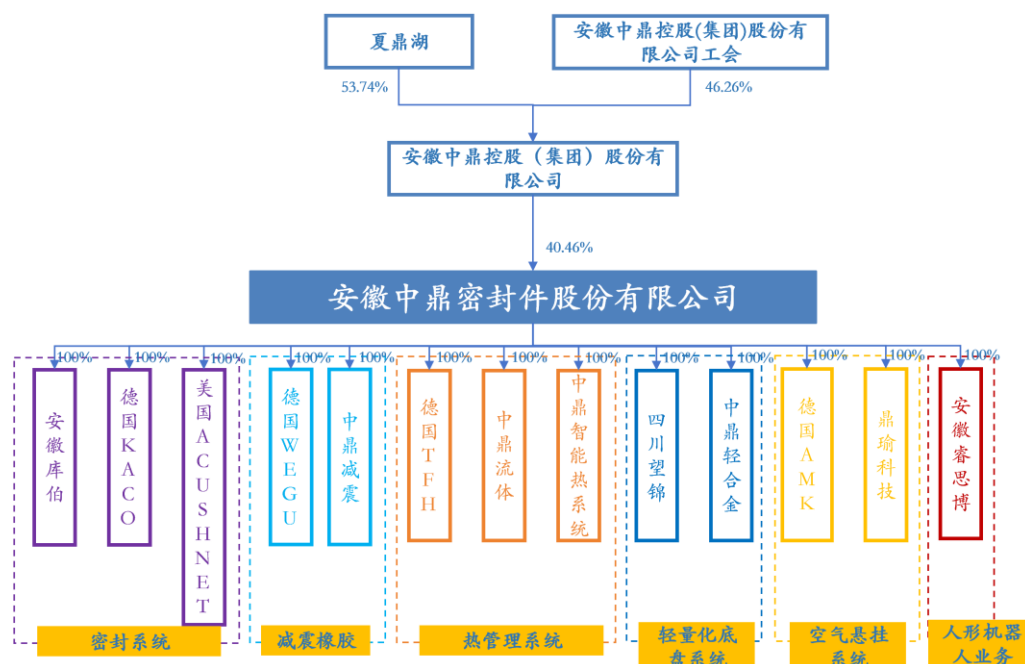 夏鼎湖
安徽中鼎控股(集团)股份有
限公司工会
53.74%
46.26%
安徽中鼎控股（集团）股份有
限公司
40.46%
安徽中鼎密封件股份有限公司
100%
100%
100%
100%
100%
100%
100%
100%
100%
100%
100%
100%
100%
安徽库伯
德国KACO
美国ACUSHNET
德国WEGU
中鼎减震
德国TFH
中鼎流体
中鼎智能热系统
四川望锦
中鼎轻合金
德国AMK
鼎瑜科技
安徽睿思博
密封系统
减震橡胶
热管理系统
轻量化底
盘系统
空气悬挂
系统
人形机器
人业务